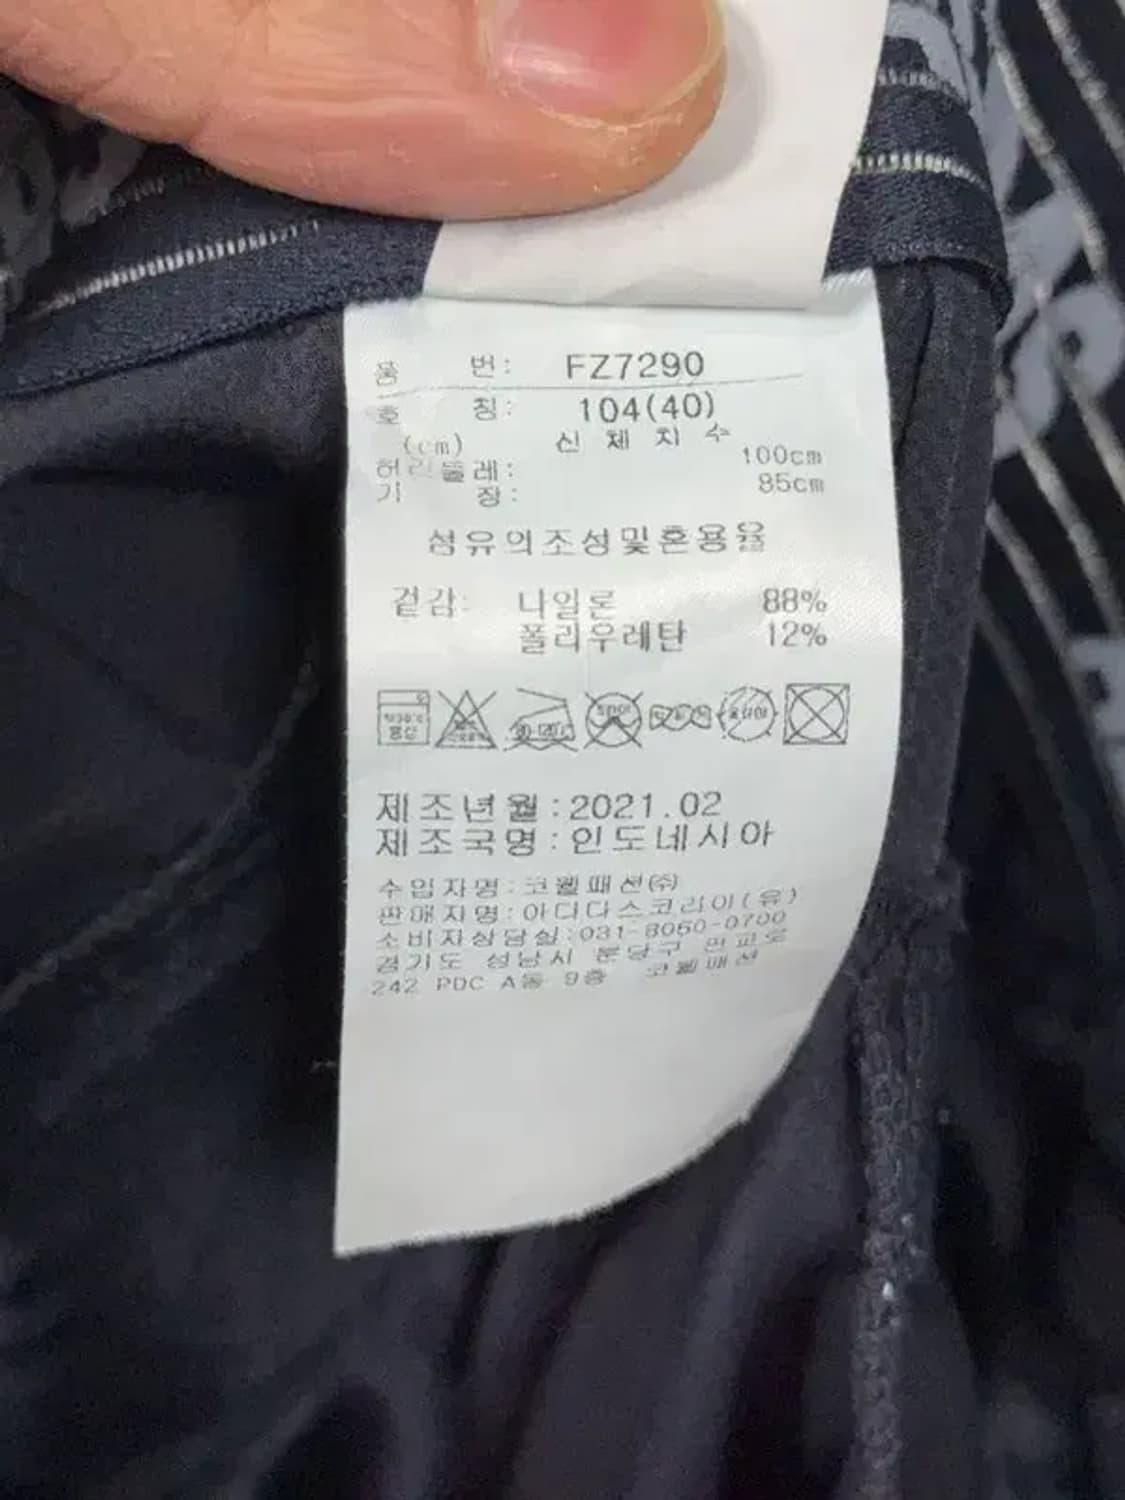 품 번: FZ7290
호 칭: 104(40)
(cm) 신 체 치 수
허리둘레: 100cm
기 장: 85cm
섬유의조성및혼용율
겉감: 나일론 88%
폴리우레탄 12%
제조년월:2021.02
제조국명:인도네시아
수입자명:코웰패션㈜
판매자명:아디다스코리아(유)
소비자상담실:031-8050-0700
경기도 성남시 분당구 판교로
242 PDC A동 9층 코웰패션